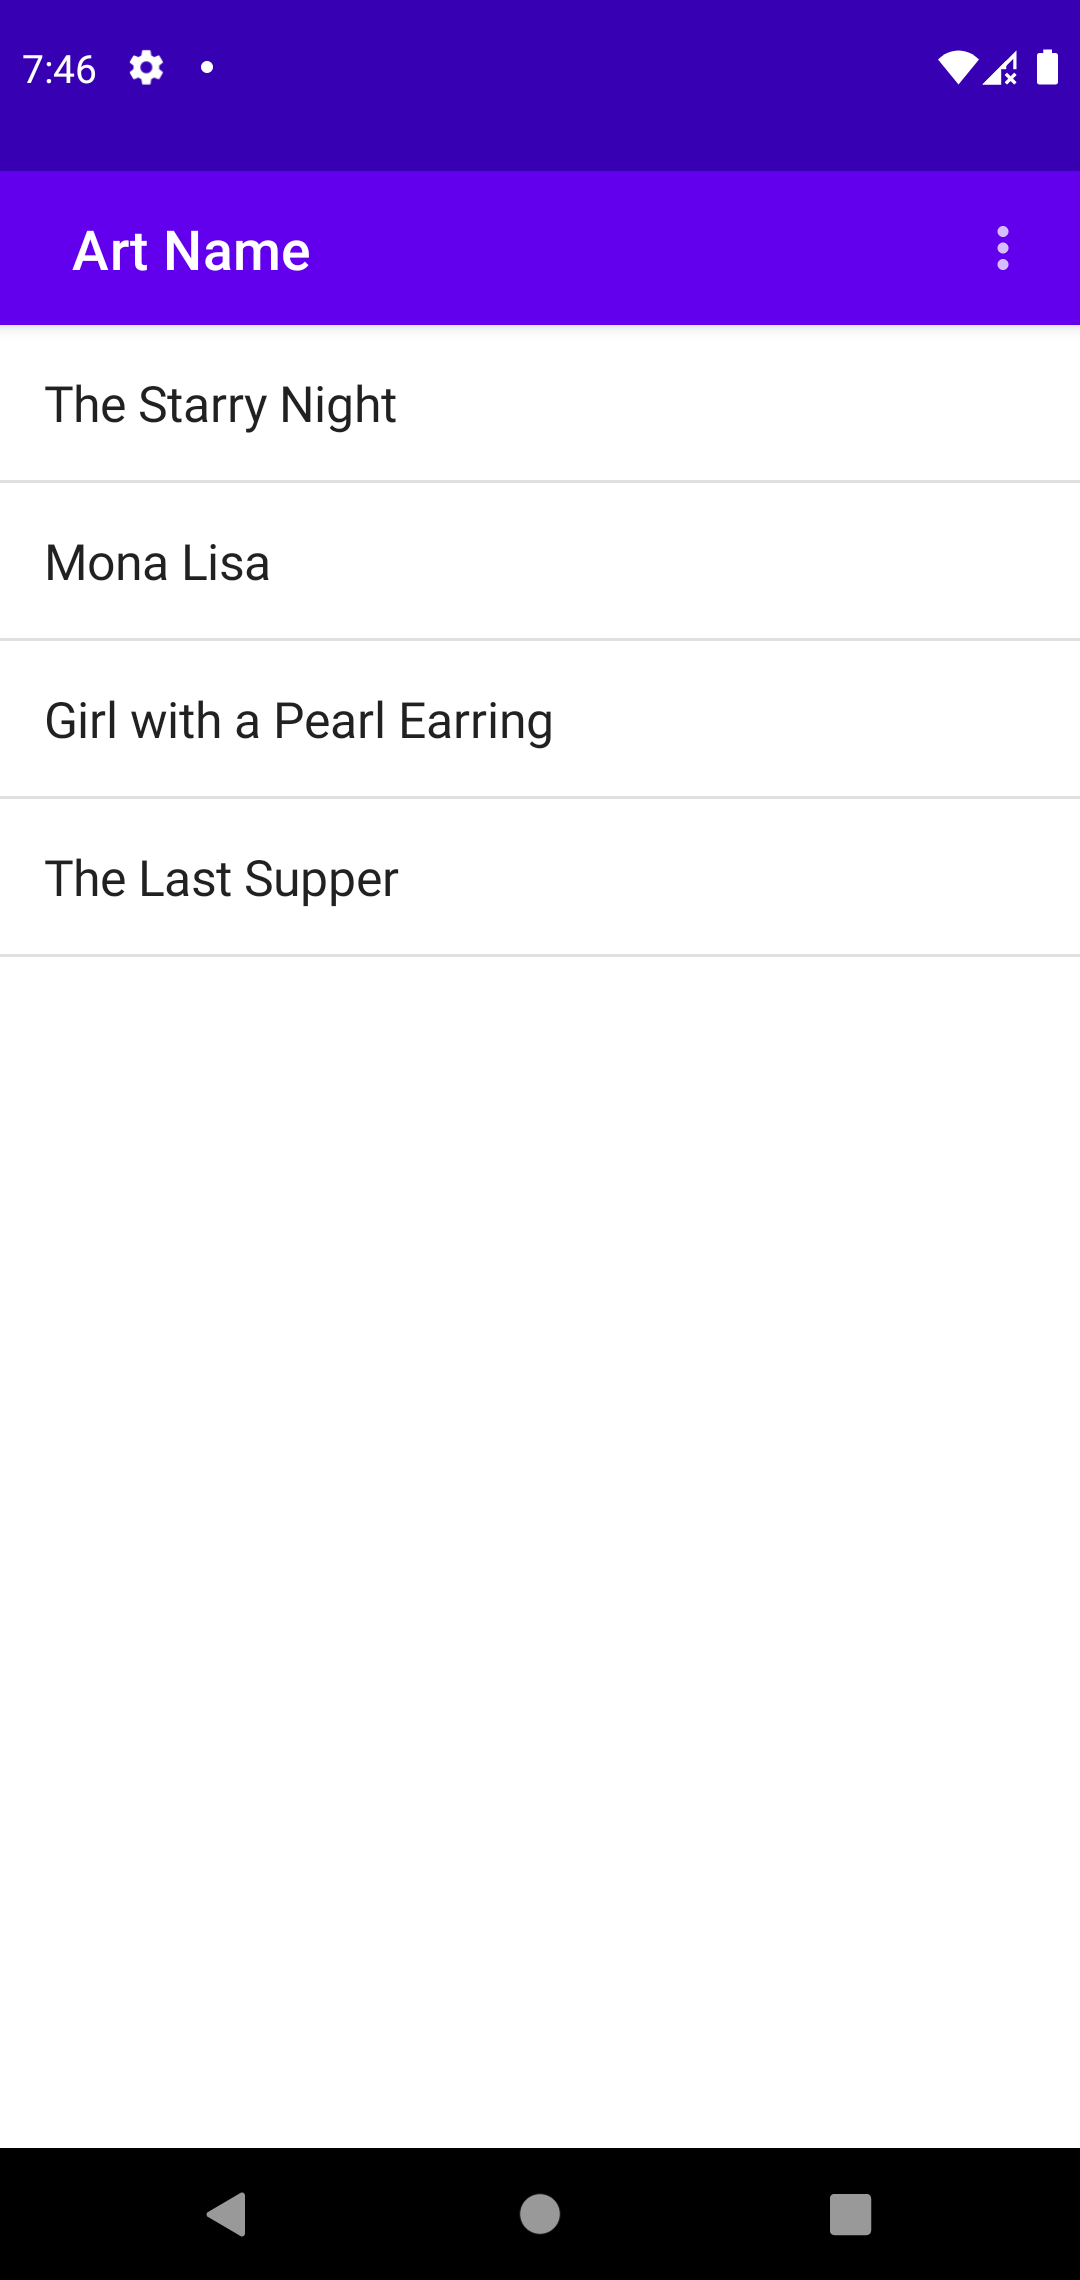 7:46
Art Name
The Starry Night
Mona Lisa
Girl with a Pearl Earring
The Last Supper